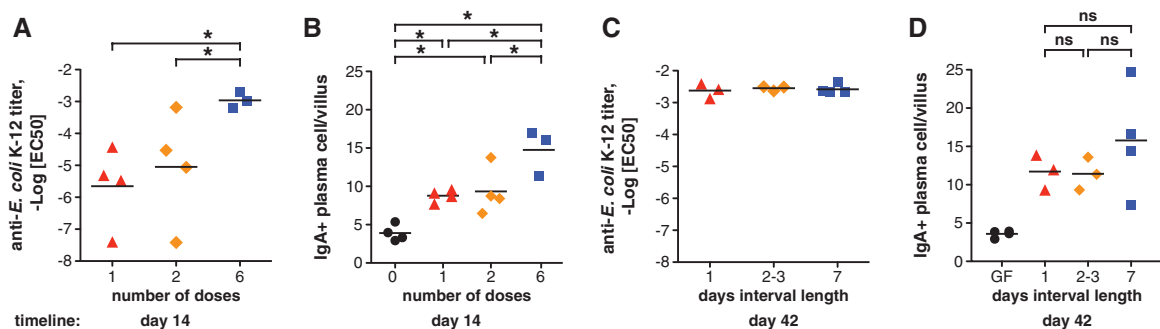 A
anti-E. coli K-12 titer,
-Log [EC50]
-2
-3
-4
-5
-6
-7
-8
*
*
1
2
6
number of doses
B
IgA+ plasma cell/villus
25
20
15
10
5
0
*
*
*
*
*
0
1
2
6
number of doses
C
anti-E. coli K-12 titer,
-Log [EC50]
-2
-3
-4
-5
-6
-7
-8
1
2-3
7
days interval length
D
IgA+ plasma cell/villus
25
20
15
10
5
0
ns
ns
ns
GF
1
2-3
7
days interval length
timeline:
day 14
day 14
day 42
day 42